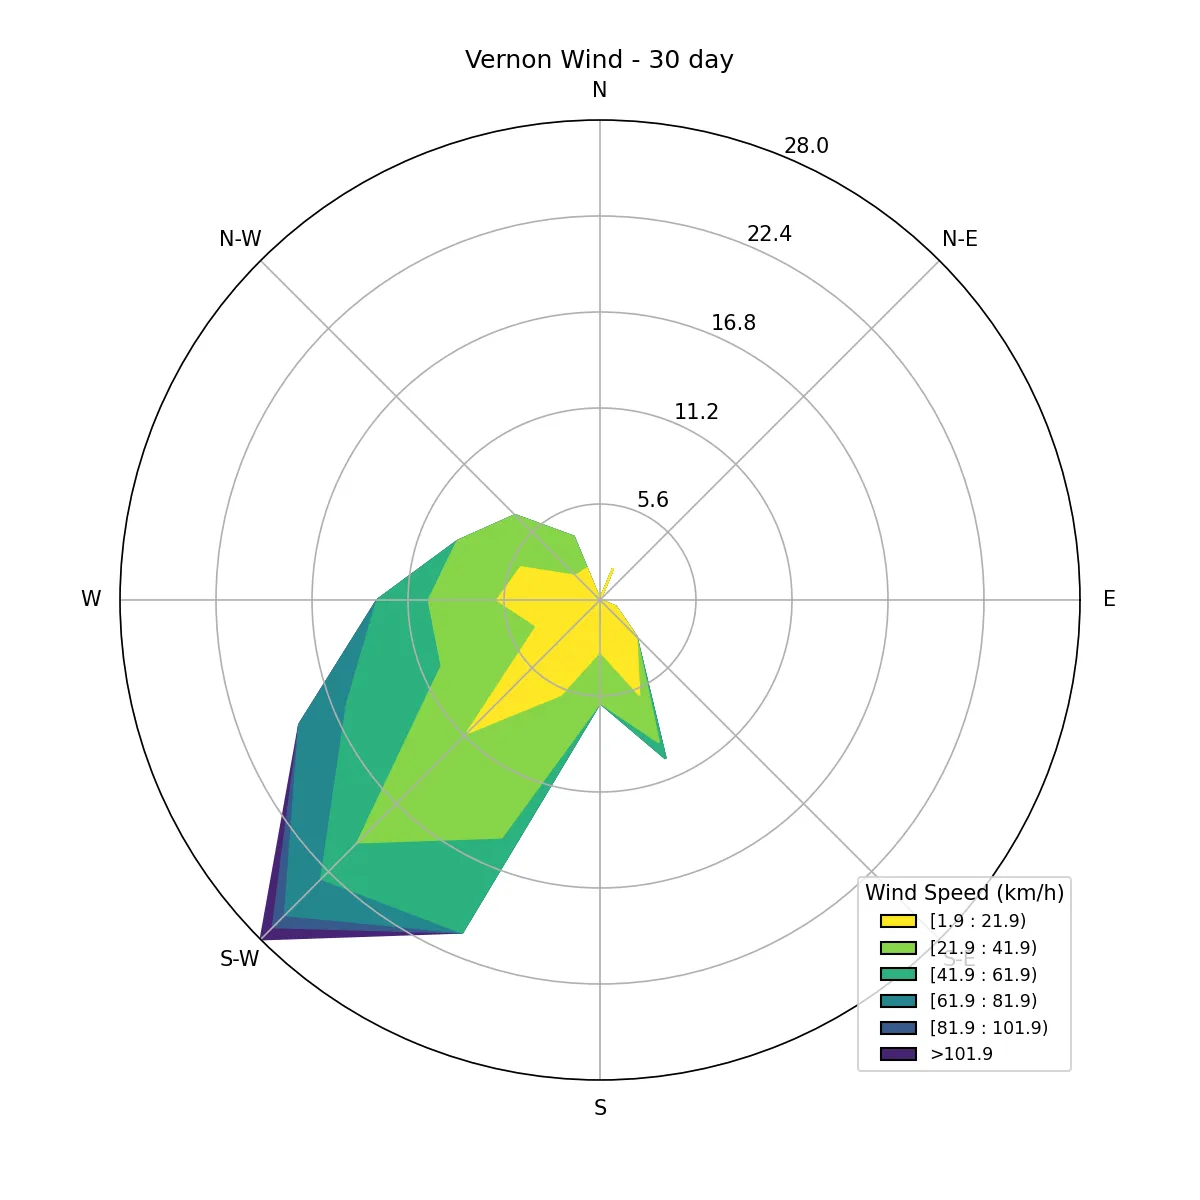 Vernon Wind - 30 day
N
28.0
N-W
22.4
N-E
16.8
11.2
5.6
W
E
Wind Speed (km/h)
[1.9 : 21.9)
[21.9 : 41.9)
S-W
S-E
[41.9 : 61.9)
[61.9 : 81.9)
[81.9 : 101.9)
>101.9
S